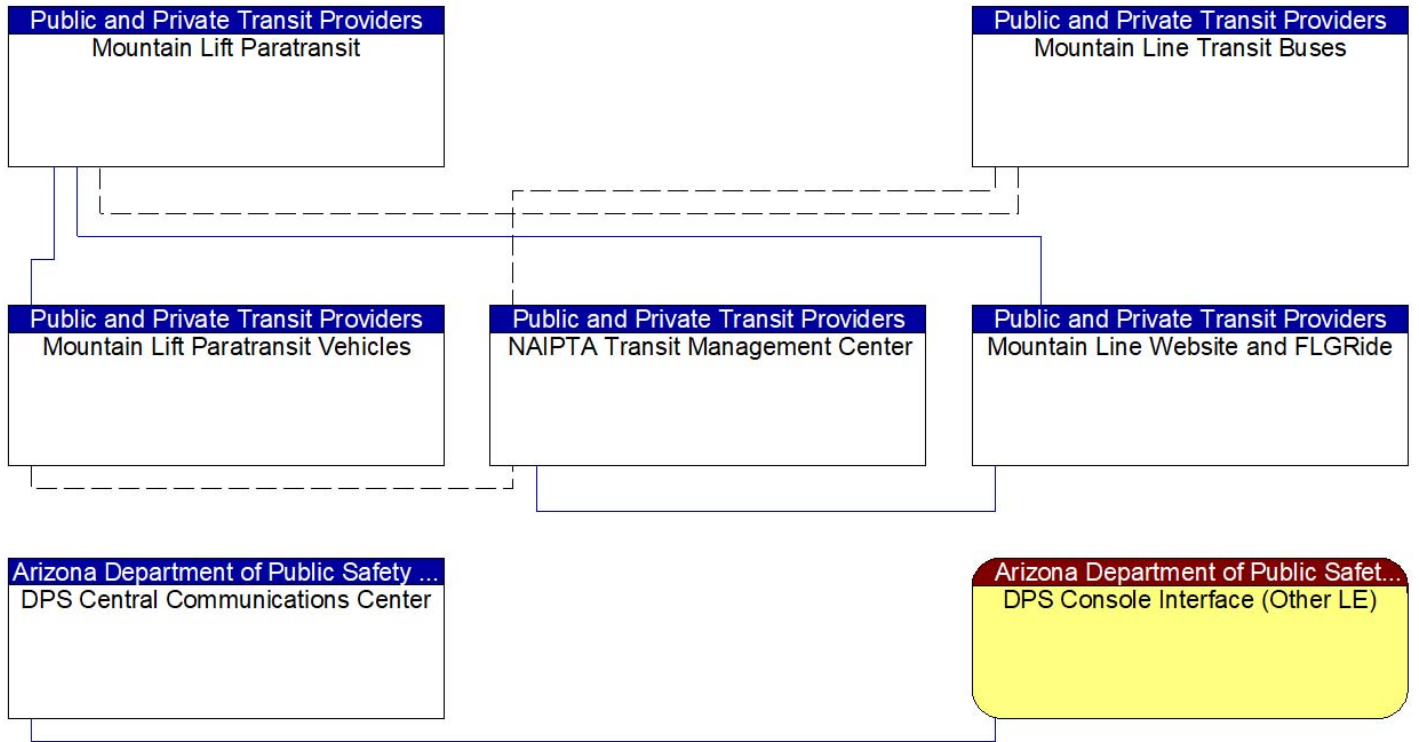 Public and Private Transit Providers
Mountain Lift Paratransit
Public and Private Transit Providers
Mountain Line Transit Buses
Public and Private Transit Providers
Mountain Lift Paratransit Vehicles
Public and Private Transit Providers
NAIPTA Transit Management Center
Public and Private Transit Providers
Mountain Line Website and FLGRide
Arizona Department of Public Safety ...
DPS Central Communications Center
Arizona Department of Public Safet...
DPS Console Interface (Other LE)